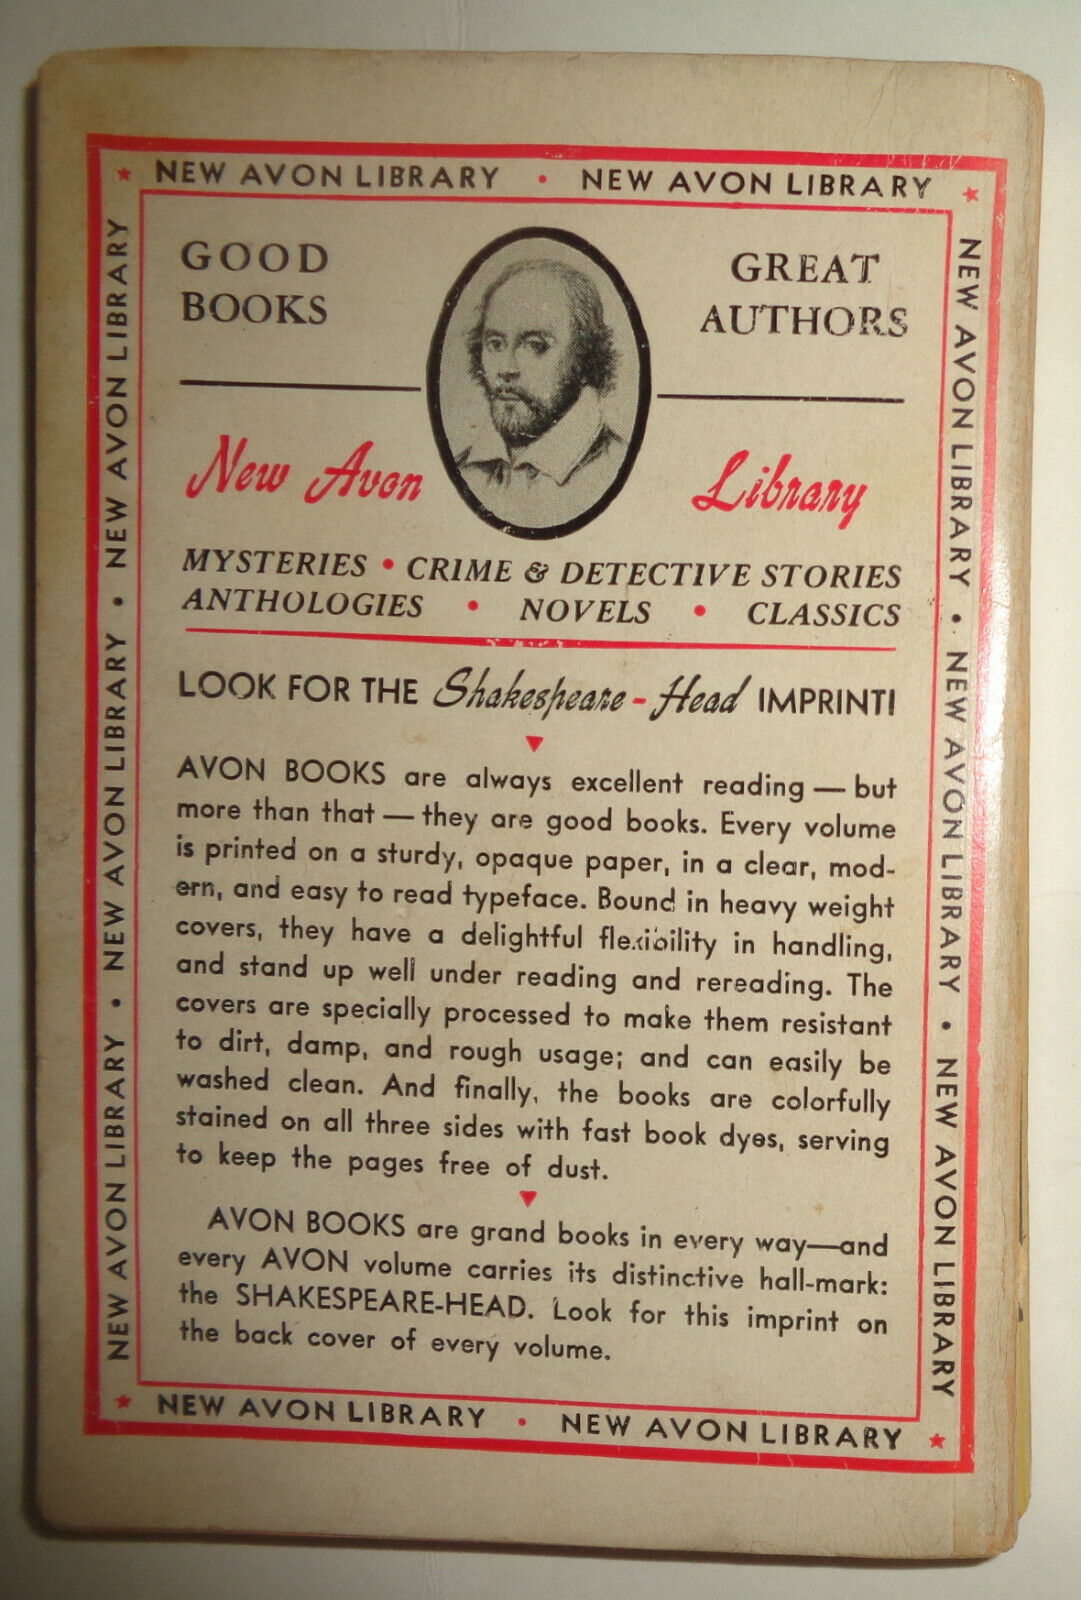 NEW AVON LIBRARY • NEW AVON LIBRARY
NEW AVON LIBRARY • NEW AVON LIBRARY • NEW AVON LIBRARY
GOOD
BOOKS
GREAT
AUTHORS
New Avon Library
MYSTERIES • CRIME & DETECTIVE STORIES
ANTHOLOGIES • NOVELS • CLASSICS
LOOK FOR THE Shakespeare - Head IMPRINT!
AVON BOOKS are always excellent reading — but
more than that — they are good books. Every volume
is printed on a sturdy, opaque paper, in a clear, mod-
ern, and easy to read typeface. Bound in heavy weight
covers, they have a delightful flexibility in handling,
and stand up well under reading and rereading. The
covers are specially processed to make them resistant
to dirt, damp, and rough usage; and can easily be
washed clean. And finally, the books are colorfully
stained on all three sides with fast book dyes, serving
to keep the pages free of dust.
AVON BOOKS are grand books in every way—and
every AVON volume carries its distinctive hall-mark:
the SHAKESPEARE-HEAD. Look for this imprint on
the back cover of every volume.
NEW AVON LIBRARY • NEW AVON LIBRARY • NEW AVON LIBRARY
NEW AVON LIBRARY • NEW AVON LIBRARY